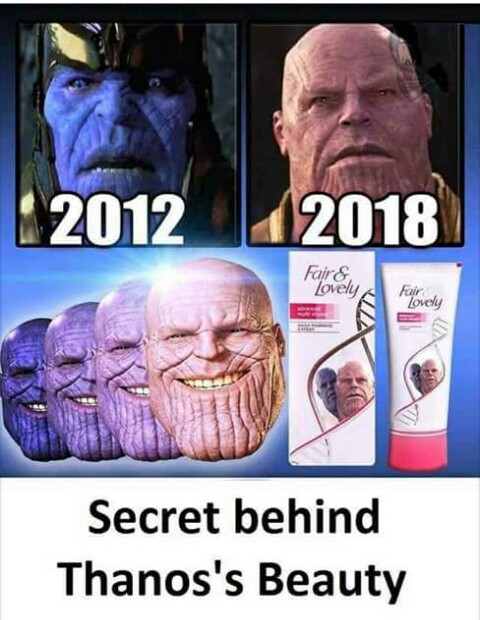 2012
2018
Fair &
Lovely
Fair &
Lovely
Secret behind
Thanos's Beauty